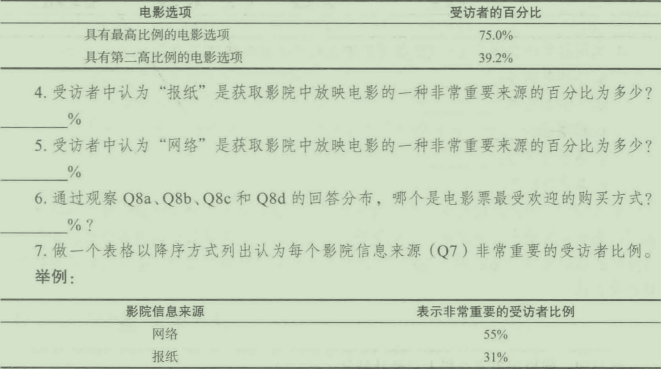 电影选项 受访者的百分比
具有最高比例的电影选项 75.0%
具有第二高比例的电影选项 39.2%
4. 受访者中认为“报纸”是获取影院中放映电影的一种非常重要来源的百分比为多少?
______%
5. 受访者中认为“网络”是获取影院中放映电影的一种非常重要来源的百分比为多少?
______%
6. 通过观察 Q8a、Q8b、Q8c 和 Q8d 的回答分布，哪个是电影票最受欢迎的购买方式?
______%?
7. 做一个表格以降序方式列出认为每个影院信息来源（Q7）非常重要的受访者比例。
举例：
影院信息来源 表示非常重要的受访者比例
网络 55%
报纸 31%